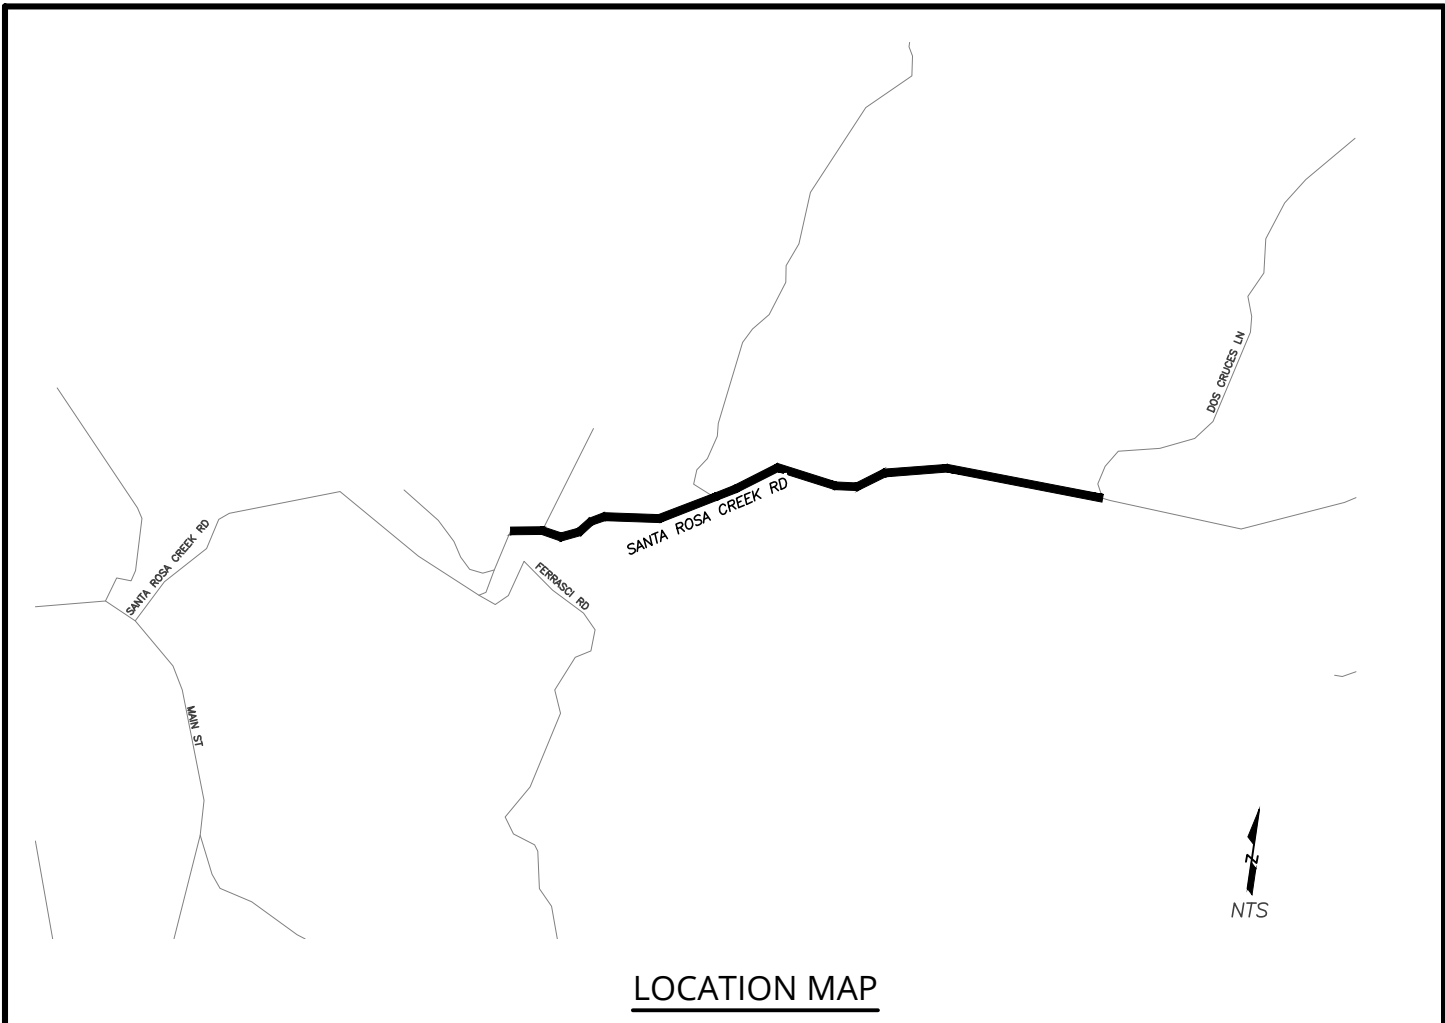 DOS CRUCES LN
SANTA ROSA CREEK RD
SANTA ROSA CREEK RD
FERRASCI RD
MAIN ST
N
NTS
LOCATION MAP